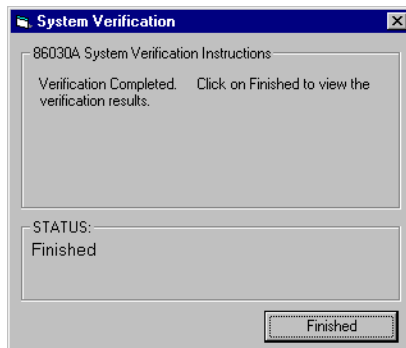 System Verification
86030A System Verification Instructions
Verification Completed. Click on Finished to view the
verification results.
STATUS:
Finished
Finished